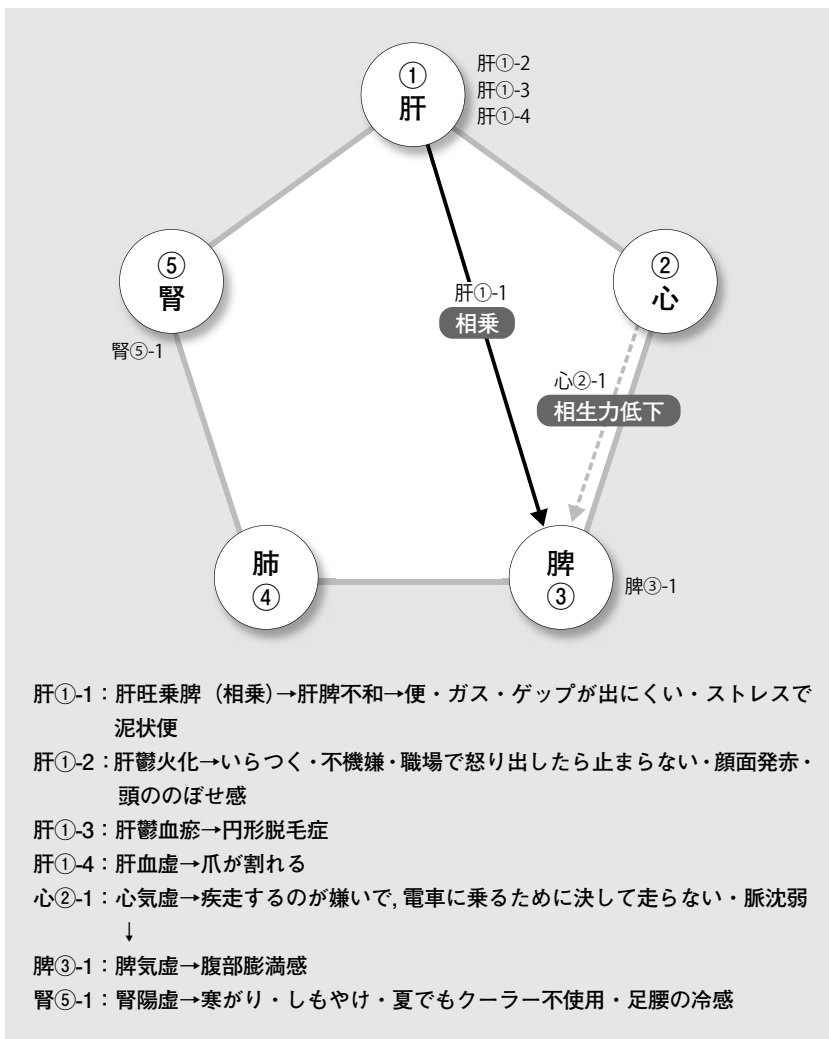 ①
肝
肝①-2
肝①-3
肝①-4
⑤
腎
腎⑤-1
②
心
肝①-1
相乗
心②-1
相生力低下
肺
④
脾
③
脾③-1
肝①-1：肝旺乗脾（相乗）→肝脾不和→便・ガス・ゲップが出にくい・ストレスで
泥状便
肝①-2：肝鬱火化→いらつく・不機嫌・職場で怒り出したら止まらない・顔面発赤・
頭ののぼせ感
肝①-3：肝鬱血瘀→円形脱毛症
肝①-4：肝血虚→爪が割れる
心②-1：心気虚→疾走するのが嫌いで，電車に乗るために決して走らない・脈沈弱
↓
脾③-1：脾気虚→腹部膨満感
腎⑤-1：腎陽虚→寒がり・しもやけ・夏でもクーラー不使用・足腰の冷感